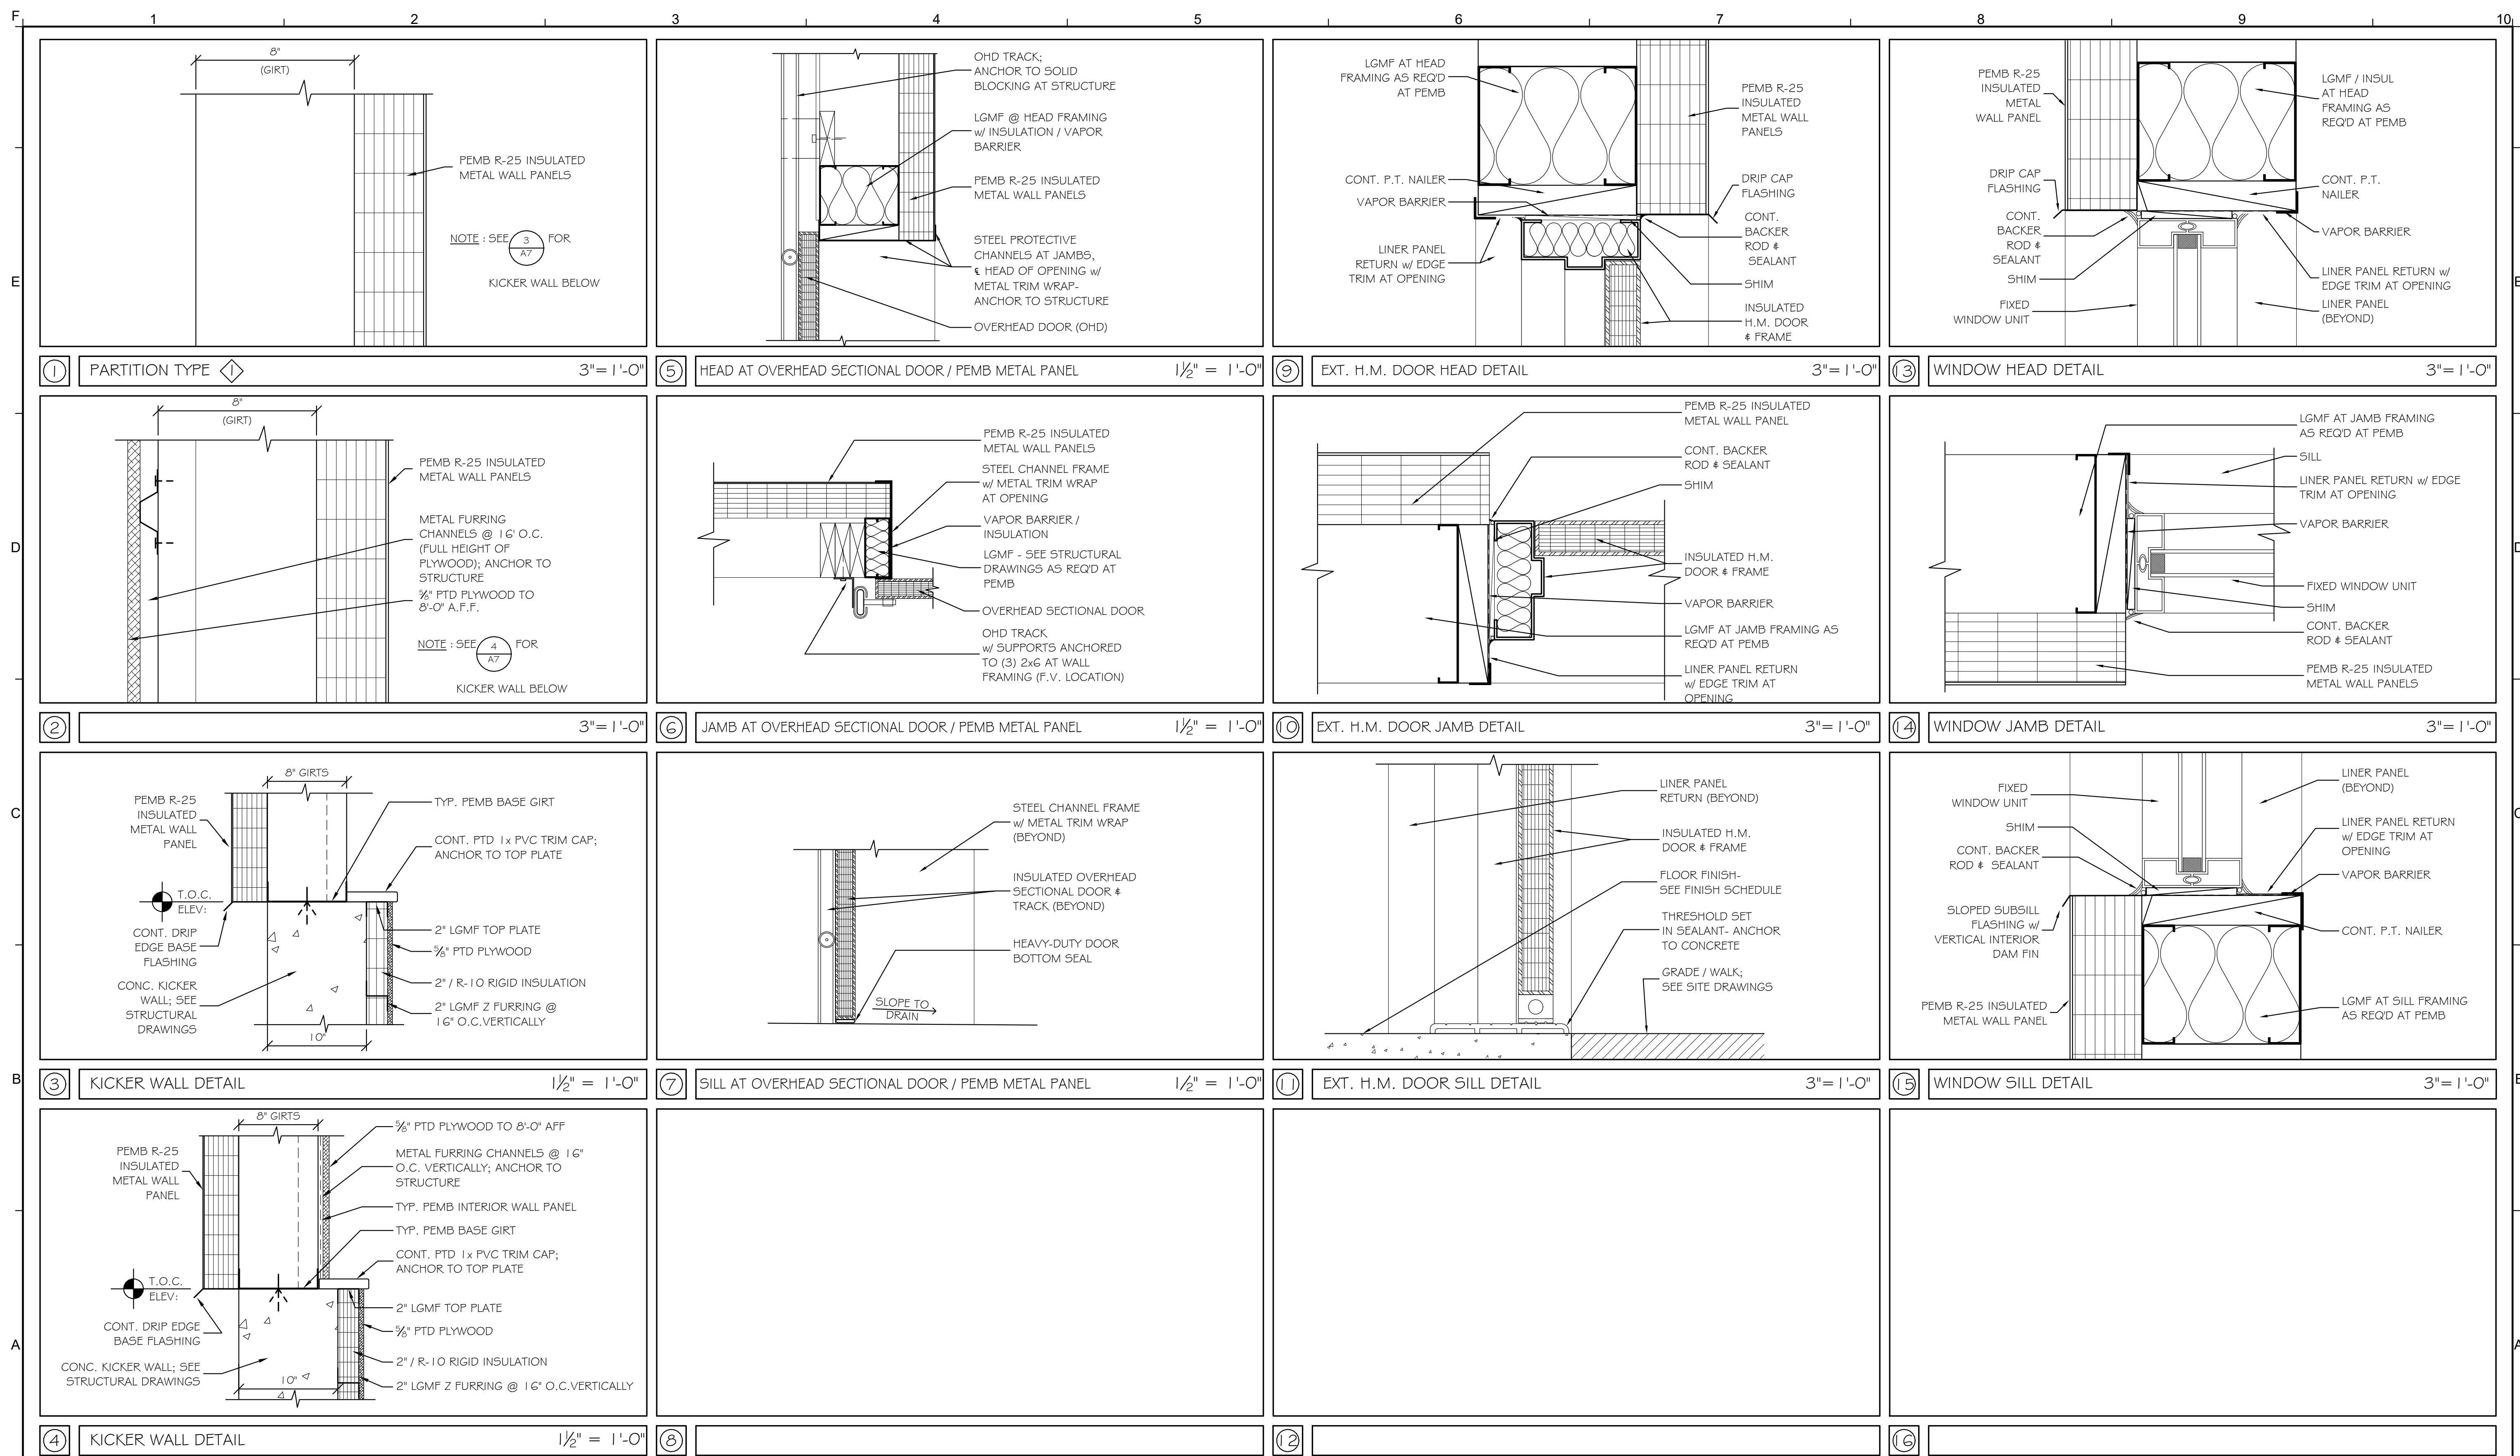 F
1
2
3
4
5
6
7
8
9
10
E
D
C
B
A
E
D
C
E
A
8"
(GIRT)
PEMB R-25 INSULATED
METAL WALL PANELS
NOTE : SEE 3 FOR
A7
KICKER WALL BELOW
1 PARTITION TYPE 1 3"= 1'-0"
8"
(GIRT)
PEMB R-25 INSULATED
METAL WALL PANELS
METAL FURRING
CHANNELS @ 16' O.C.
(FULL HEIGHT OF
PLYWOOD); ANCHOR TO
STRUCTURE
5/8" PTD PLYWOOD TO
8'-0" A.F.F.
NOTE : SEE 4 FOR
A7
KICKER WALL BELOW
2 3"= 1'-0"
8" GIRTS
PEMB R-25
INSULATED
METAL WALL
PANEL
T.O.C.
ELEV:
CONT. DRIP
EDGE BASE
FLASHING
CONC. KICKER
WALL; SEE
STRUCTURAL
DRAWINGS
10"
TYP. PEMB BASE GIRT
CONT. PTD 1x PVC TRIM CAP;
ANCHOR TO TOP PLATE
2" LGMF TOP PLATE
5/8" PTD PLYWOOD
2" / R-10 RIGID INSULATION
2" LGMF Z FURRING @
16" O.C.VERTICALLY
3 KICKER WALL DETAIL 1½" = 1'-0"
8" GIRTS
PEMB R-25
INSULATED
METAL WALL
PANEL
T.O.C.
ELEV:
CONT. DRIP EDGE
BASE FLASHING
CONC. KICKER WALL; SEE
STRUCTURAL DRAWINGS
10"
5/8" PTD PLYWOOD TO 8'-0" AFF
METAL FURRING CHANNELS @ 16"
O.C. VERTICALLY; ANCHOR TO
STRUCTURE
TYP. PEMB INTERIOR WALL PANEL
TYP. PEMB BASE GIRT
CONT. PTD 1x PVC TRIM CAP;
ANCHOR TO TOP PLATE
2" LGMF TOP PLATE
5/8" PTD PLYWOOD
2" / R-10 RIGID INSULATION
2" LGMF Z FURRING @ 16" O.C.VERTICALLY
4 KICKER WALL DETAIL 1½" = 1'-0"
OHD TRACK;
ANCHOR TO SOLID
BLOCKING AT STRUCTURE
LGMF @ HEAD FRAMING
w/ INSULATION / VAPOR
BARRIER
PEMB R-25 INSULATED
METAL WALL PANELS
STEEL PROTECTIVE
CHANNELS AT JAMBS,
℄ HEAD OF OPENING w/
METAL TRIM WRAP-
ANCHOR TO STRUCTURE
OVERHEAD DOOR (OHD)
5 HEAD AT OVERHEAD SECTIONAL DOOR / PEMB METAL PANEL 1½" = 1'-0"
PEMB R-25 INSULATED
METAL WALL PANELS
STEEL CHANNEL FRAME
w/ METAL TRIM WRAP
AT OPENING
VAPOR BARRIER /
INSULATION
LGMF - SEE STRUCTURAL
DRAWINGS AS REQ'D AT
PEMB
OVERHEAD SECTIONAL DOOR
OHD TRACK
w/ SUPPORTS ANCHORED
TO (3) 2x6 AT WALL
FRAMING (F.V. LOCATION)
6 JAMB AT OVERHEAD SECTIONAL DOOR / PEMB METAL PANEL 1½" = 1'-0"
STEEL CHANNEL FRAME
w/ METAL TRIM WRAP
(BEYOND)
INSULATED OVERHEAD
SECTIONAL DOOR &
TRACK (BEYOND)
HEAVY-DUTY DOOR
BOTTOM SEAL
SLOPE TO
DRAIN
7 SILL AT OVERHEAD SECTIONAL DOOR / PEMB METAL PANEL 1½" = 1'-0"
8
LGMF AT HEAD
FRAMING AS REQ'D
AT PEMB
CONT. P.T. NAILER
VAPOR BARRIER
LINER PANEL
RETURN w/ EDGE
TRIM AT OPENING
PEMB R-25
INSULATED
METAL WALL
PANELS
DRIP CAP
FLASHING
CONT.
BACKER
ROD &
SEALANT
SHIM
INSULATED
H.M. DOOR
& FRAME
9 EXT. H.M. DOOR HEAD DETAIL 3"= 1'-0"
PEMB R-25 INSULATED
METAL WALL PANEL
CONT. BACKER
ROD & SEALANT
SHIM
INSULATED H.M.
DOOR & FRAME
VAPOR BARRIER
LGMF AT JAMB FRAMING AS
REQ'D AT PEMB
LINER PANEL RETURN
w/ EDGE TRIM AT
OPENING
10 EXT. H.M. DOOR JAMB DETAIL 3"= 1'-0"
LINER PANEL
RETURN (BEYOND)
INSULATED H.M.
DOOR & FRAME
FLOOR FINISH-
SEE FINISH SCHEDULE
THRESHOLD SET
IN SEALANT- ANCHOR
TO CONCRETE
GRADE / WALK;
SEE SITE DRAWINGS
11 EXT. H.M. DOOR SILL DETAIL 3"= 1'-0"
12
PEMB R-25
INSULATED
METAL
WALL PANEL
DRIP CAP
FLASHING
CONT.
BACKER
ROD &
SEALANT
SHIM
FIXED
WINDOW UNIT
LGMF / INSUL
AT HEAD
FRAMING AS
REQ'D AT PEMB
CONT. P.T.
NAILER
VAPOR BARRIER
LINER PANEL RETURN w/
EDGE TRIM AT OPENING
LINER PANEL
(BEYOND)
13 WINDOW HEAD DETAIL 3"= 1'-0"
LGMF AT JAMB FRAMING
AS REQ'D AT PEMB
SILL
LINER PANEL RETURN w/ EDGE
TRIM AT OPENING
VAPOR BARRIER
FIXED WINDOW UNIT
SHIM
CONT. BACKER
ROD & SEALANT
PEMB R-25 INSULATED
METAL WALL PANELS
14 WINDOW JAMB DETAIL 3"= 1'-0"
FIXED
WINDOW UNIT
SHIM
CONT. BACKER
ROD & SEALANT
SLOPED SUBSILL
FLASHING w/
VERTICAL INTERIOR
DAM FIN
PEMB R-25 INSULATED
METAL WALL PANEL
LINER PANEL
(BEYOND)
LINER PANEL RETURN
w/ EDGE TRIM AT
OPENING
VAPOR BARRIER
CONT. P.T. NAILER
LGMF AT SILL FRAMING
AS REQ'D AT PEMB
15 WINDOW SILL DETAIL 3"= 1'-0"
16